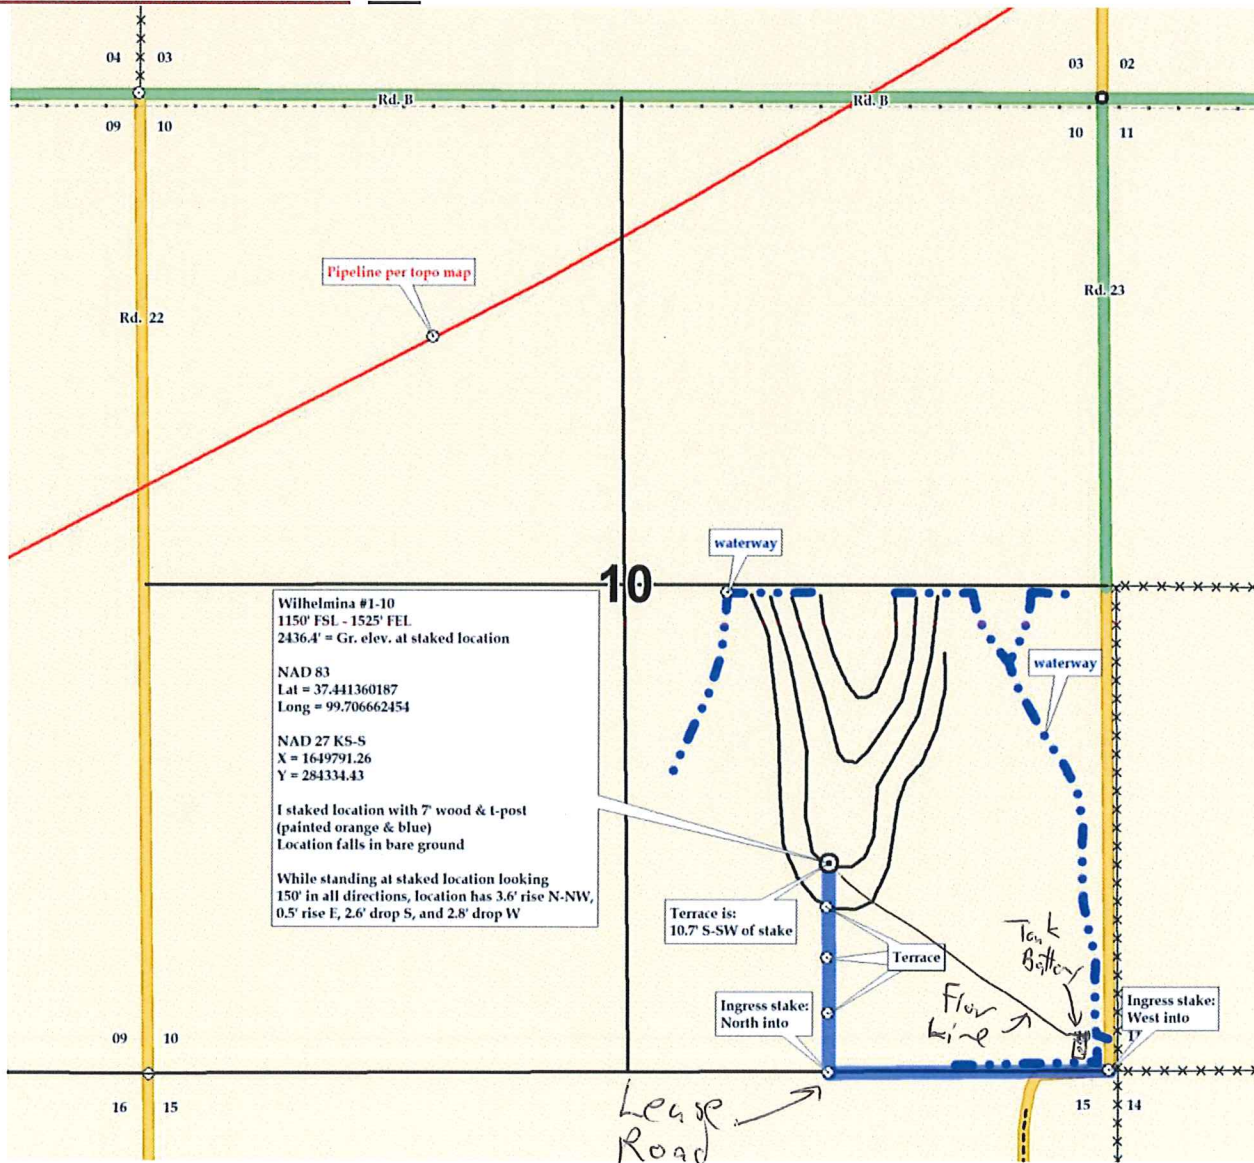 04 03
03 02
Rd. B
Rd. B
09 10
10 11
Pipeline per topo map
Rd. 22
Rd. 23
waterway
10
Wilhelmina #1-10
1150' FSL - 1525' FEL
2436.4' = Gr. elev. at staked location
NAD 83
Lat = 37.441360187
Long = 99.706662454
NAD 27 KS-S
X = 1649791.26
Y = 284334.43
I staked location with 7' wood & t-post
(painted orange & blue)
Location falls in bare ground
While standing at staked location looking
150' in all directions, location has 3.6' rise N-NW,
0.5' rise E, 2.6' drop S, and 2.8' drop W
waterway
Terrace is:
10.7' S-SW of stake
Terrace
Tank
Battery
Flow
Line
Ingress stake:
North into
Ingress stake:
West into
09 10
16 15
15 14
Lease
Road